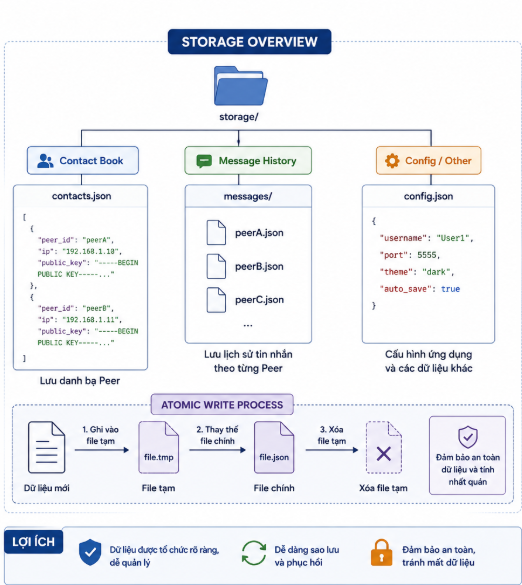 STORAGE OVERVIEW
storage/
Contact Book
Message History
Config / Other
contacts.json
[
{
"peer_id": "peerA",
"ip": "192.168.1.10",
"public_key": "-----BEGIN
PUBLIC KEY-----..."
},
{
"peer_id": "peerB",
"ip": "192.168.1.11",
"public_key": "-----BEGIN
PUBLIC KEY-----..."
}
]
Lưu danh bạ Peer
messages/
peerA.json
peerB.json
peerC.json
...
Lưu lịch sử tin nhắn
theo từng Peer
config.json
{
"username": "User1",
"port": 5555,
"theme": "dark",
"auto_save": true
}
Cấu hình ứng dụng
và các dữ liệu khác
ATOMIC WRITE PROCESS
1. Ghi vào
file tạm
2. Thay thế
file chính
3. Xóa
file tạm
file.tmp
file.json
Dữ liệu mới
File tạm
File chính
Xóa file tạm
Đảm bảo an toàn
dữ liệu và tính
nhất quán
LỢI ÍCH
Dữ liệu được tổ chức rõ ràng,
dễ quản lý
Dễ dàng sao lưu
và phục hồi
Đảm bảo an toàn,
tránh mất dữ liệu